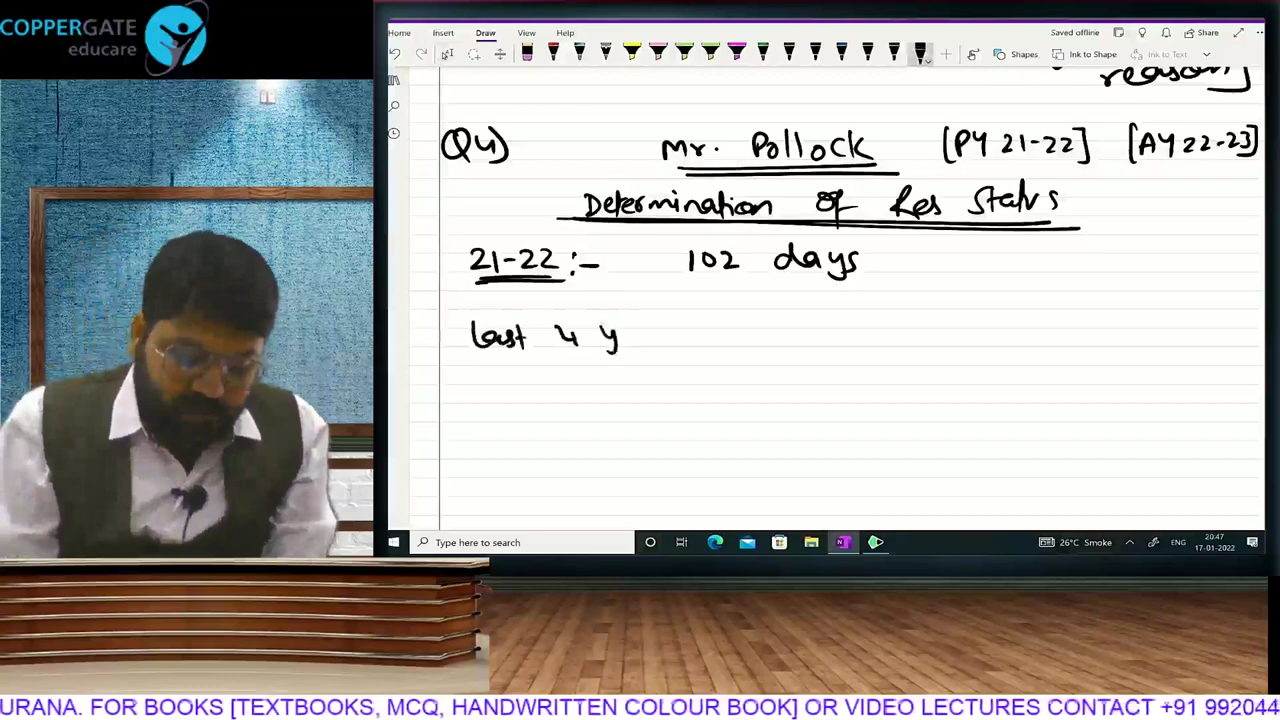 COPPERGATE
educare
Home Insert Draw View Help
Saved offline Share
Shapes Ink to Shape Ink to Text
reason]
Q4) Mr. Pollock [PY 21-22] [AY 22-23]
Determination of Res Status
21-22 :- 102 days
last 4 y
Type here to search
26°C Smoke ENG 20:47
17-01-2022
URANA. FOR BOOKS [TEXTBOOKS, MCQ, HANDWRITTEN COLOUR BOOK] OR VIDEO LECTURES CONTACT +91 992044